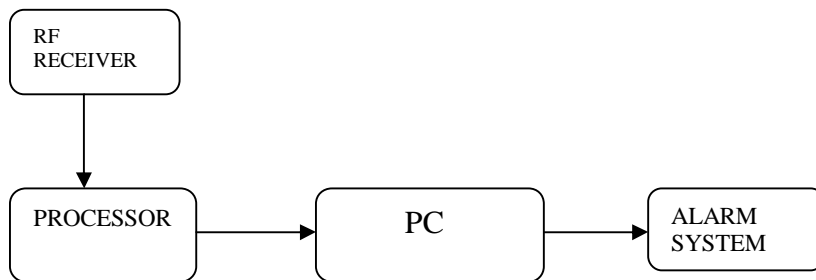 RF
RECEIVER
PROCESSOR
PC
ALARM
SYSTEM